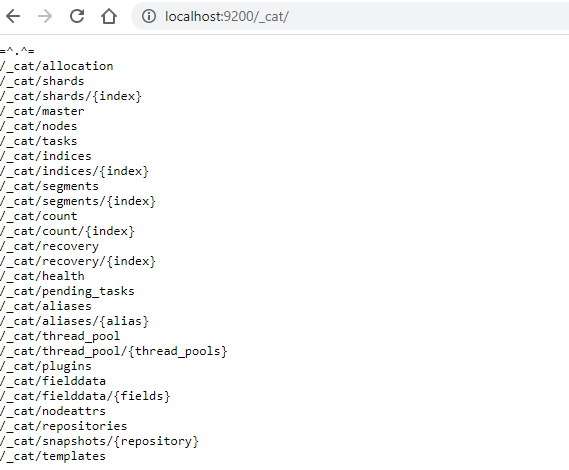 localhost:9200/_cat/
=^.^=
/_cat/allocation
/_cat/shards
/_cat/shards/{index}
/_cat/master
/_cat/nodes
/_cat/tasks
/_cat/indices
/_cat/indices/{index}
/_cat/segments
/_cat/segments/{index}
/_cat/count
/_cat/count/{index}
/_cat/recovery
/_cat/recovery/{index}
/_cat/health
/_cat/pending_tasks
/_cat/aliases
/_cat/aliases/{alias}
/_cat/thread_pool
/_cat/thread_pool/{thread_pools}
/_cat/plugins
/_cat/fielddata
/_cat/fielddata/{fields}
/_cat/nodeattrs
/_cat/repositories
/_cat/snapshots/{repository}
/_cat/templates